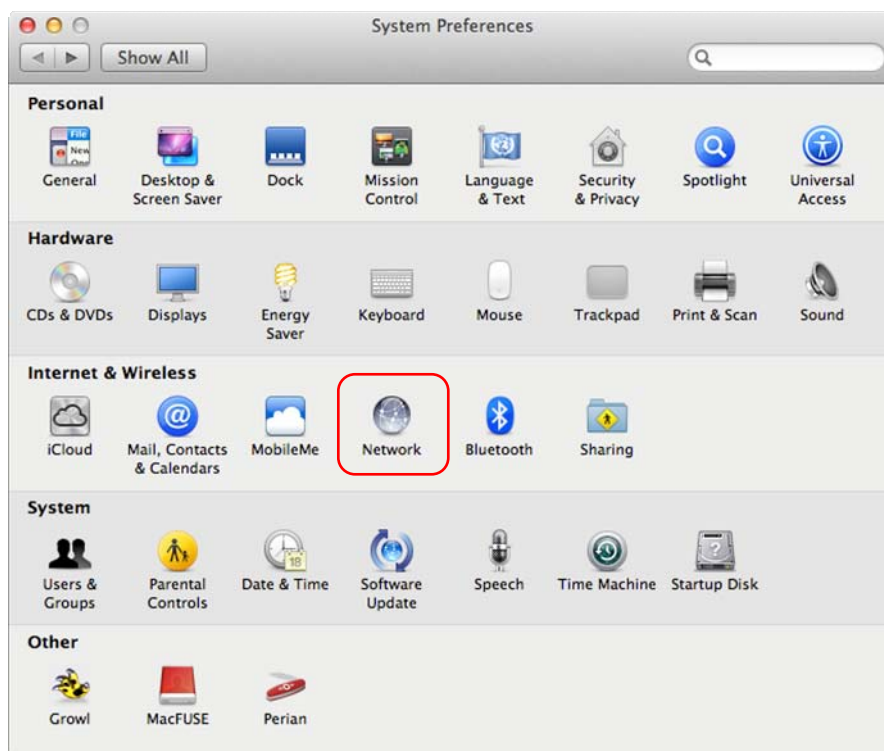 System Preferences
Show All
Personal
File
New
General
Desktop &
Screen Saver
Dock
Mission
Control
Language
& Text
Security
& Privacy
Spotlight
Universal
Access
Hardware
CDs & DVDs
Displays
Energy
Saver
Keyboard
Mouse
Trackpad
Print & Scan
Sound
Internet & Wireless
@
iCloud
Mail, Contacts
& Calendars
MobileMe
Network
Bluetooth
Sharing
System
18
?
Users &
Groups
Parental
Controls
Date & Time
Software
Update
Speech
Time Machine
Startup Disk
Other
Growl
MacFUSE
Perian